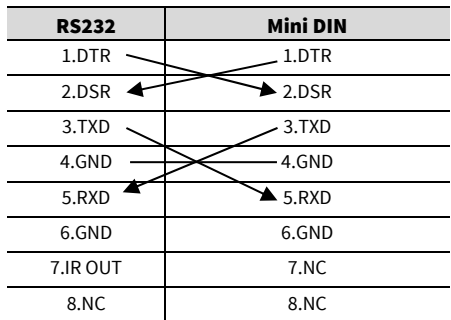 RS232 Mini DIN
1.DTR 1.DTR
2.DSR 2.DSR
3.TXD 3.TXD
4.GND 4.GND
5.RXD 5.RXD
6.GND 6.GND
7.IR OUT 7.NC
8.NC 8.NC